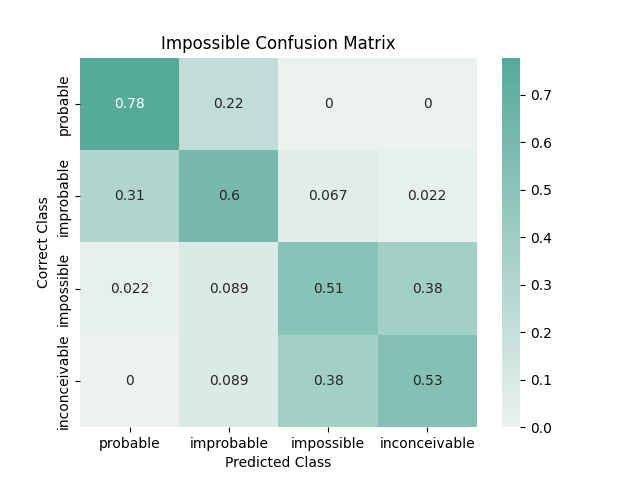 Impossible Confusion Matrix
Correct Class
probable
0.78 0.22 0 0
improbable
0.31 0.6 0.067 0.022
impossible
0.022 0.089 0.51 0.38
inconceivable
0 0.089 0.38 0.53
probable improbable impossible inconceivable
Predicted Class
0.7
0.6
0.5
0.4
0.3
0.2
0.1
0.0